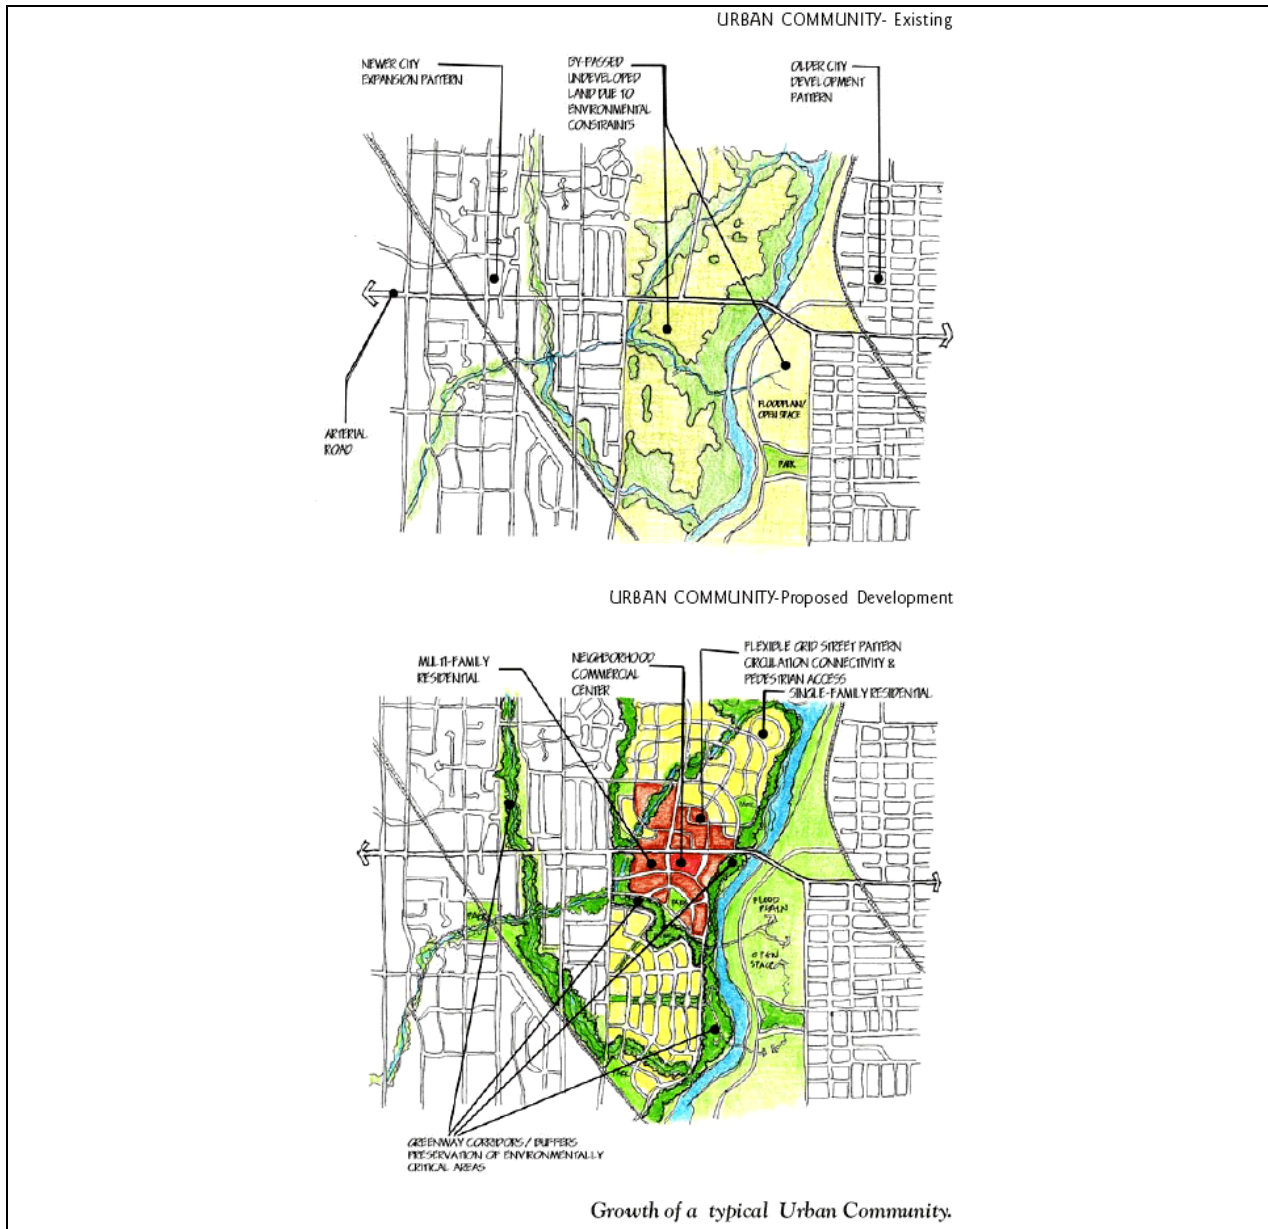 URBAN COMMUNITY- Existing
NEWER CITY
EXPANSION PATTERN
BY-PASSED
UNDEVELOPED
LAND DUE TO
ENVIRONMENTAL
CONSTRAINTS
OLDER CITY
DEVELOPMENT
PATTERN
FLOODPLAIN/
OPEN SPACE
ARTERIAL
ROAD
PARK
URBAN COMMUNITY-Proposed Development
MULTI-FAMILY
RESIDENTIAL
NEIGHBORHOOD
COMMERCIAL
CENTER
FLEXIBLE GRID STREET PATTERN
CIRCULATION CONNECTIVITY &
PEDESTRIAN ACCESS
SINGLE-FAMILY RESIDENTIAL
PARK
PARK
PARK
FLOOD
PLAIN
OPEN
SPACE
PARK
GREENWAY CORRIDORS / BUFFERS
PRESERVATION OF ENVIRONMENTALLY
CRITICAL AREAS
Growth of a typical Urban Community.